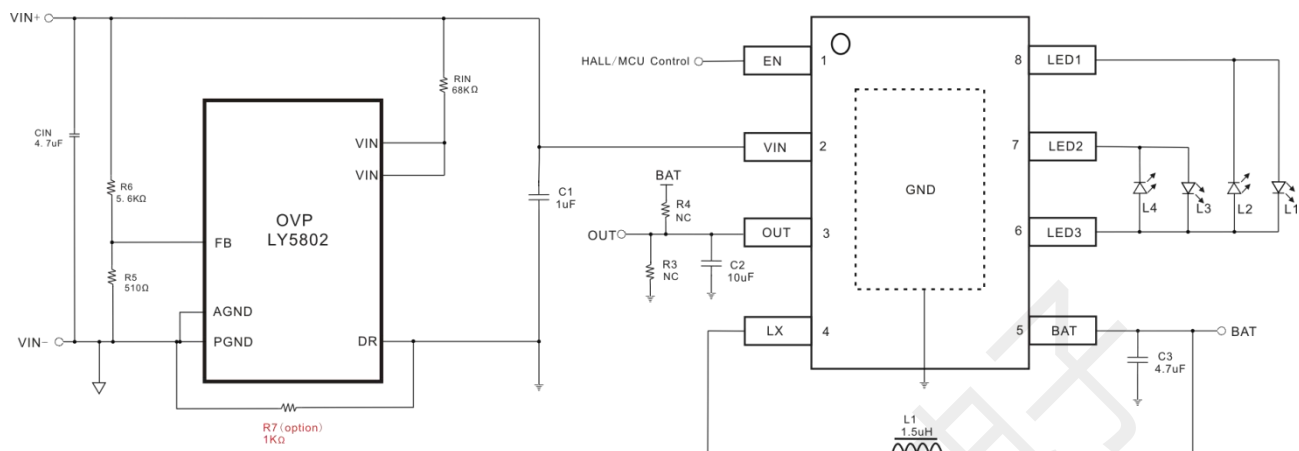 VIN+
CIN
4.7uF
R6
5.6KΩ
R5
510Ω
VIN-
OVP
LY5802
FB
AGND
PGND
VIN
VIN
DR
RIN
68KΩ
R7(option)
1KΩ
C1
1uF
HALL/MCU Control
EN
1
VIN
2
OUT
3
LX
4
BAT
R4
NC
OUT
R3
NC
C2
10uF
GND
8
LED1
7
LED2
6
LED3
5
BAT
L4
L3
L2
L1
BAT
C3
4.7uF
L1
1.5uH
电子